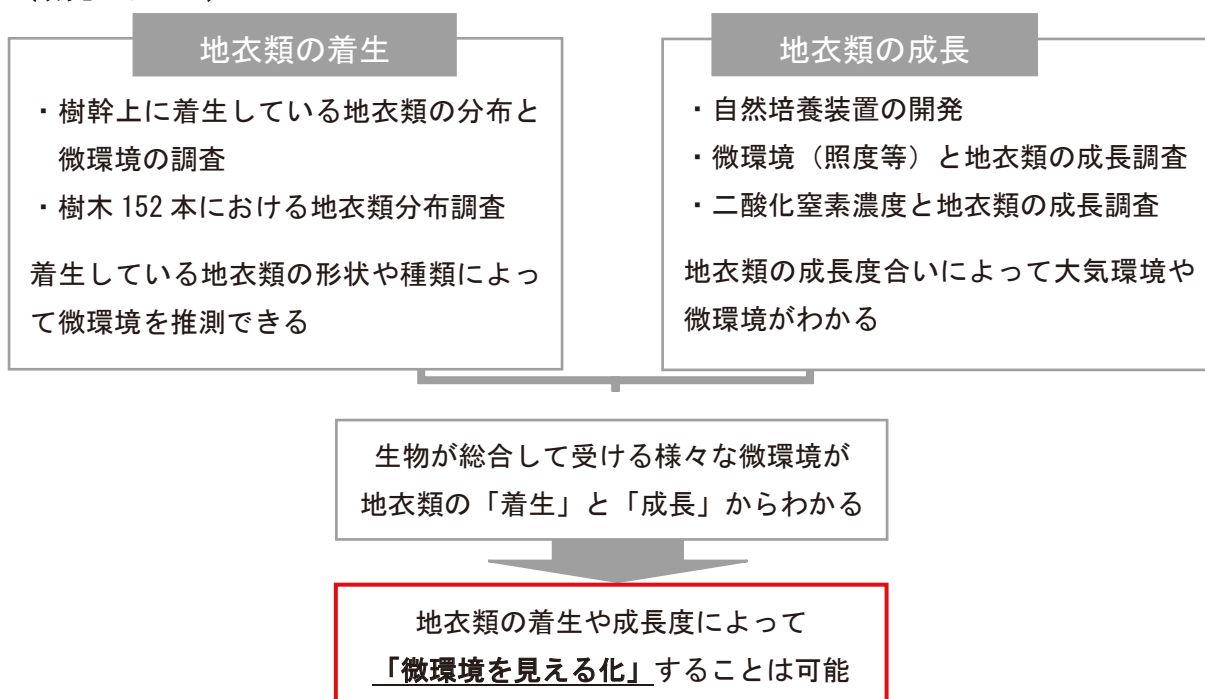 地衣類の着生
・樹幹上に着生している地衣類の分布と
微環境の調査
・樹木 152 本における地衣類分布調査
着生している地衣類の形状や種類によっ
て微環境を推測できる
地衣類の成長
・自然培養装置の開発
・微環境（照度等）と地衣類の成長調査
・二酸化窒素濃度と地衣類の成長調査
地衣類の成長度合いによって大気環境や
微環境がわかる
生物が総合して受ける様々な微環境が
地衣類の「着生」と「成長」からわかる
地衣類の着生や成長度によって
「微環境を見える化」することは可能